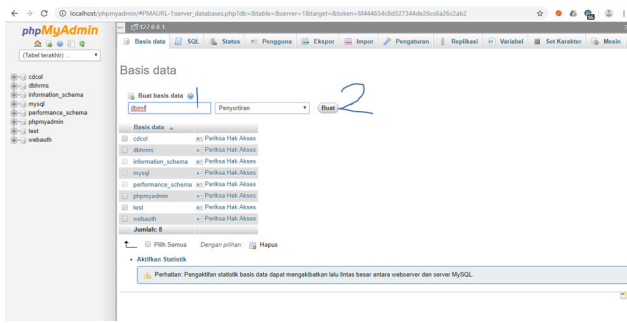 localhost/phpmyadmin/#PMAURL-1:server_databases.php?db=&table=&server=1&target=&token=6f444654c8d327344de26cc6a26c2ab2
phpMyAdmin
(Tabel terakhir) ...
cdcol
dbhrms
information_schema
mysql
performance_schema
phpmyadmin
test
webauth
127.0.0.1
Basis data SQL Status Pengguna Ekspor Impor Pengaturan Replikasi Variabel Set Karakter Mesin
Basis data
Buat basis data
1
2
Penyortiran Buat
Basis data
cdcol Periksa Hak Akses
dbhrms Periksa Hak Akses
information_schema Periksa Hak Akses
mysql Periksa Hak Akses
performance_schema Periksa Hak Akses
phpmyadmin Periksa Hak Akses
test Periksa Hak Akses
webauth Periksa Hak Akses
Jumlah: 8
Pilih Semua Dengan pilihan: Hapus
Aktifkan Statistik
Perhatian: Pengaktifan statistik basis data dapat mengakibatkan lalu lintas besar antara webserver dan server MySQL.